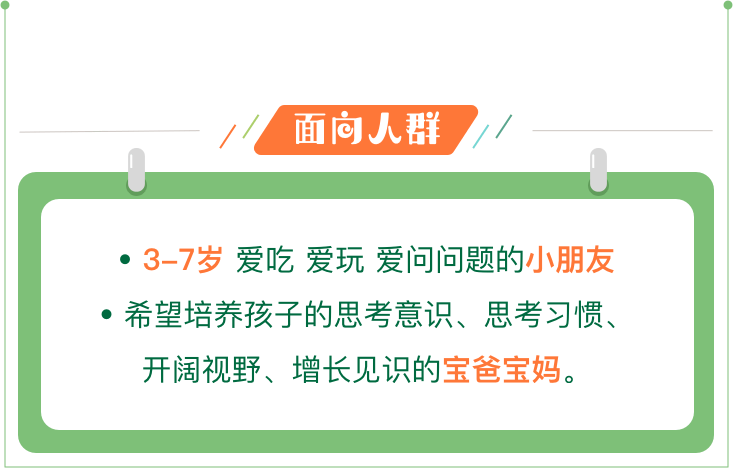 面向人群
• 3-7岁 爱吃 爱玩 爱问问题的小朋友
• 希望培养孩子的思考意识、思考习惯、
开阔视野、增长见识的宝爸宝妈。